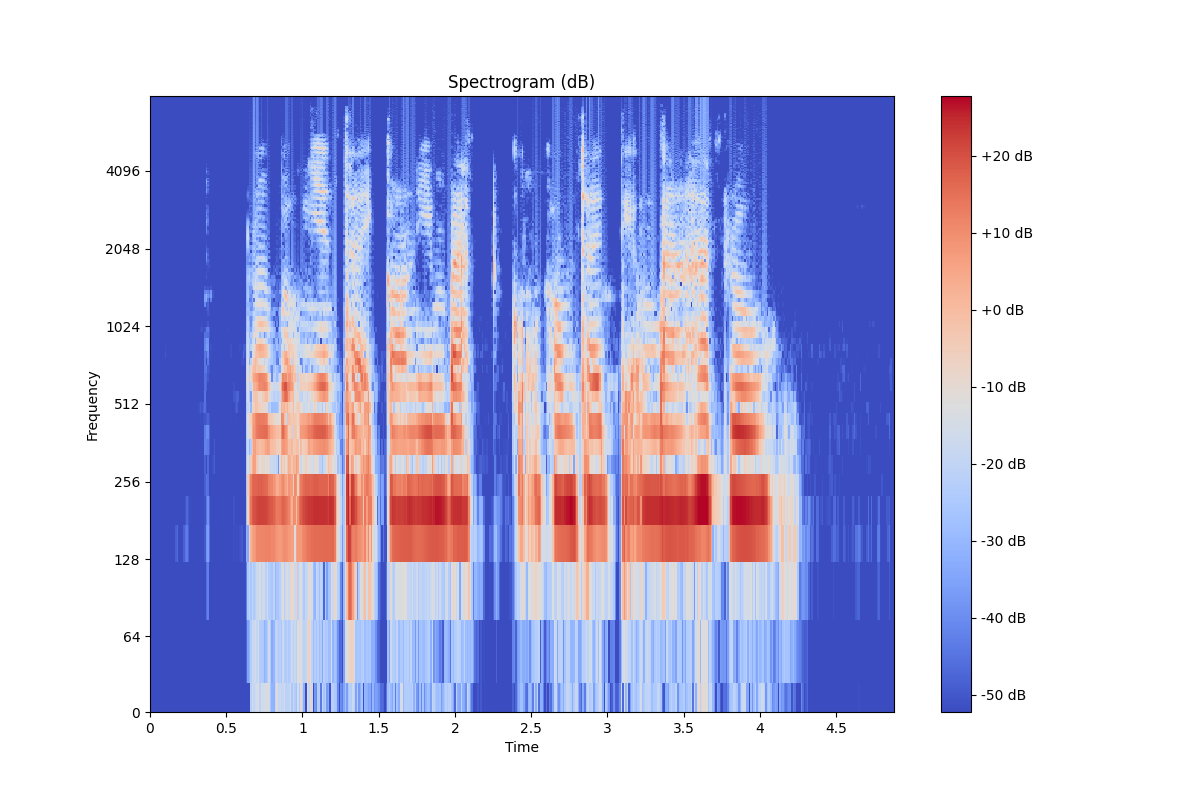 Spectrogram (dB)
4096
2048
1024
512
256
128
64
0
Frequency
0 0.5 1 1.5 2 2.5 3 3.5 4 4.5
Time
+20 dB
+10 dB
+0 dB
-10 dB
-20 dB
-30 dB
-40 dB
-50 dB